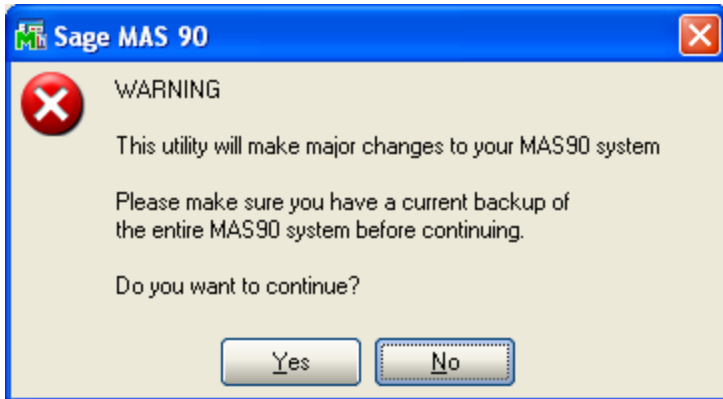 Sage MAS 90
WARNING
This utility will make major changes to your MAS90 system
Please make sure you have a current backup of
the entire MAS90 system before continuing.
Do you want to continue?
Yes
No